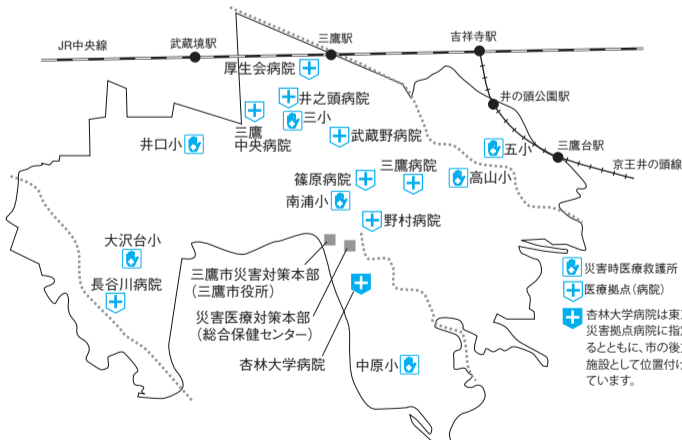 JR中央線
武蔵境駅
三鷹駅
吉祥寺駅
厚生会病院
井之頭病院
三小
井の頭公園駅
三鷹
中央病院
武蔵野病院
井口小
五小
三鷹台駅
京王井の頭線
三鷹病院
篠原病院
高山小
南浦小
野村病院
大沢台小
長谷川病院
三鷹市災害対策本部
(三鷹市役所)
災害医療対策本部
(総合保健センター)
杏林大学病院
中原小
災害時医療救護所
医療拠点(病院)
杏林大学病院は東
災害拠点病院に指
るとともに、市の後
施設として位置付け
ています。